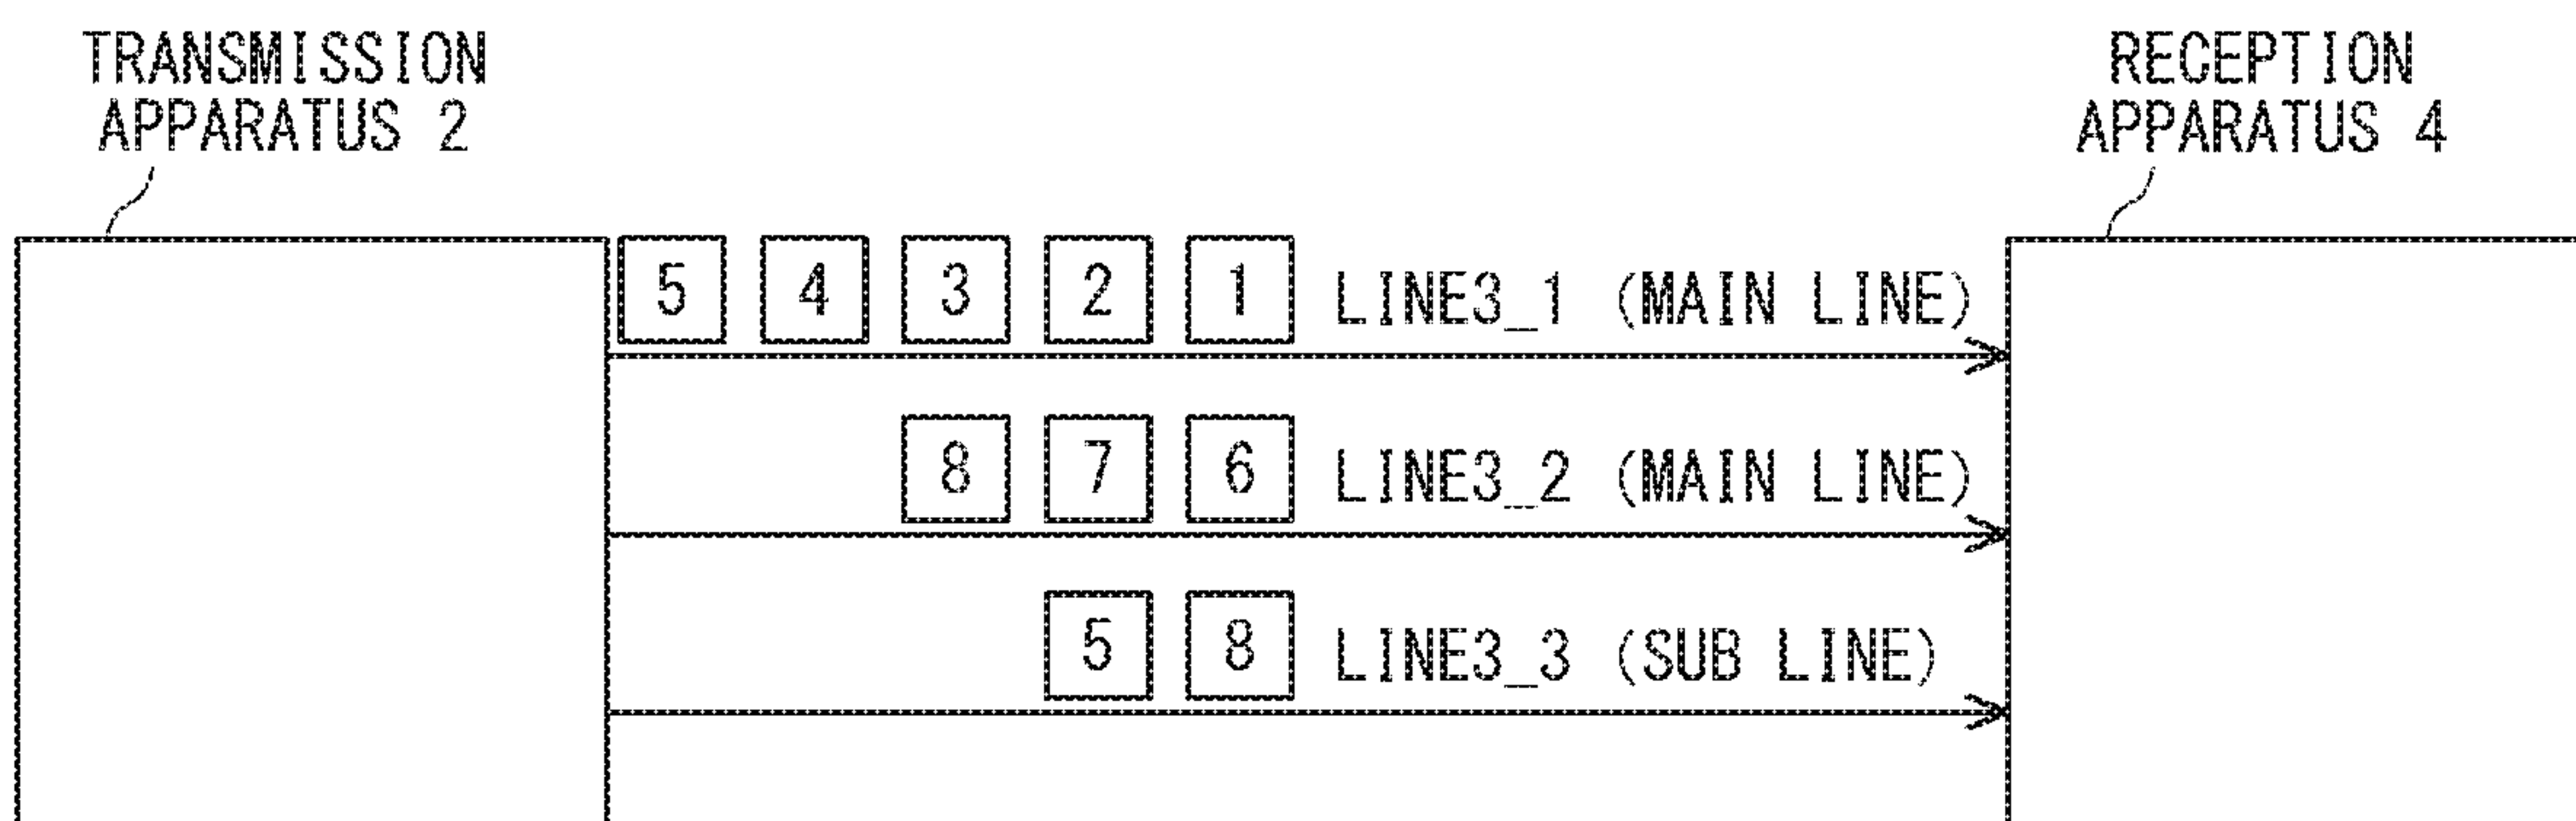 TRANSMISSION
APPARATUS 2
RECEPTION
APPARATUS 4
5 4 3 2 1 LINE3_1 (MAIN LINE)
8 7 6 LINE3_2 (MAIN LINE)
5 8 LINE3_3 (SUB LINE)